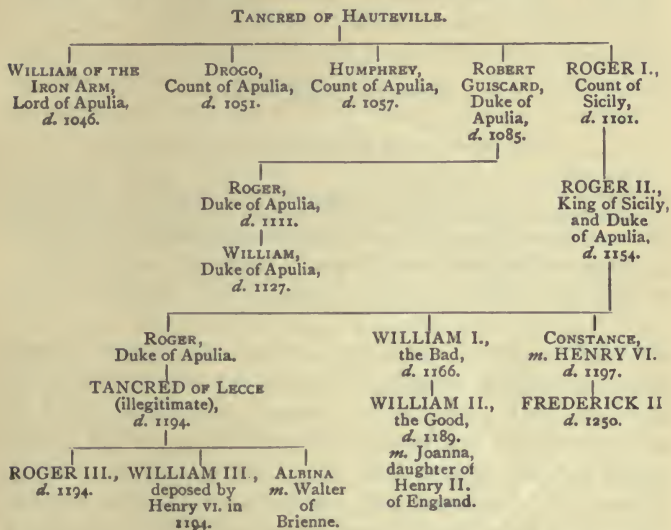 TANCRED OF HAUTEVILLE.
WILLIAM OF THE
IRON ARM,
Lord of Apulia,
d. 1046.
DROGO,
Count of Apulia,
d. 1051.
HUMPHREY,
Count of Apulia,
d. 1057.
ROBERT
GUISCARD,
Duke of
Apulia,
d. 1085.
ROGER I.,
Count of
Sicily,
d. 1101.
ROGER,
Duke of Apulia,
d. 1111.
WILLIAM,
Duke of Apulia,
d. 1127.
ROGER II.,
King of Sicily,
and Duke
of Apulia,
d. 1154.
ROGER,
Duke of Apulia.
TANCRED OF LECCE
(illegitimate),
d. 1194.
WILLIAM I.,
the Bad,
d. 1166.
WILLIAM II.,
the Good,
d. 1189.
m. Joanna,
daughter of
Henry II.
of England.
CONSTANCE,
m. HENRY VI.
d. 1197.
FREDERICK II
d. 1250.
ROGER III.,
d. 1194.
WILLIAM III.,
deposed by
Henry VI. in
1194.
ALBINA
m. Walter
of
Brienne.